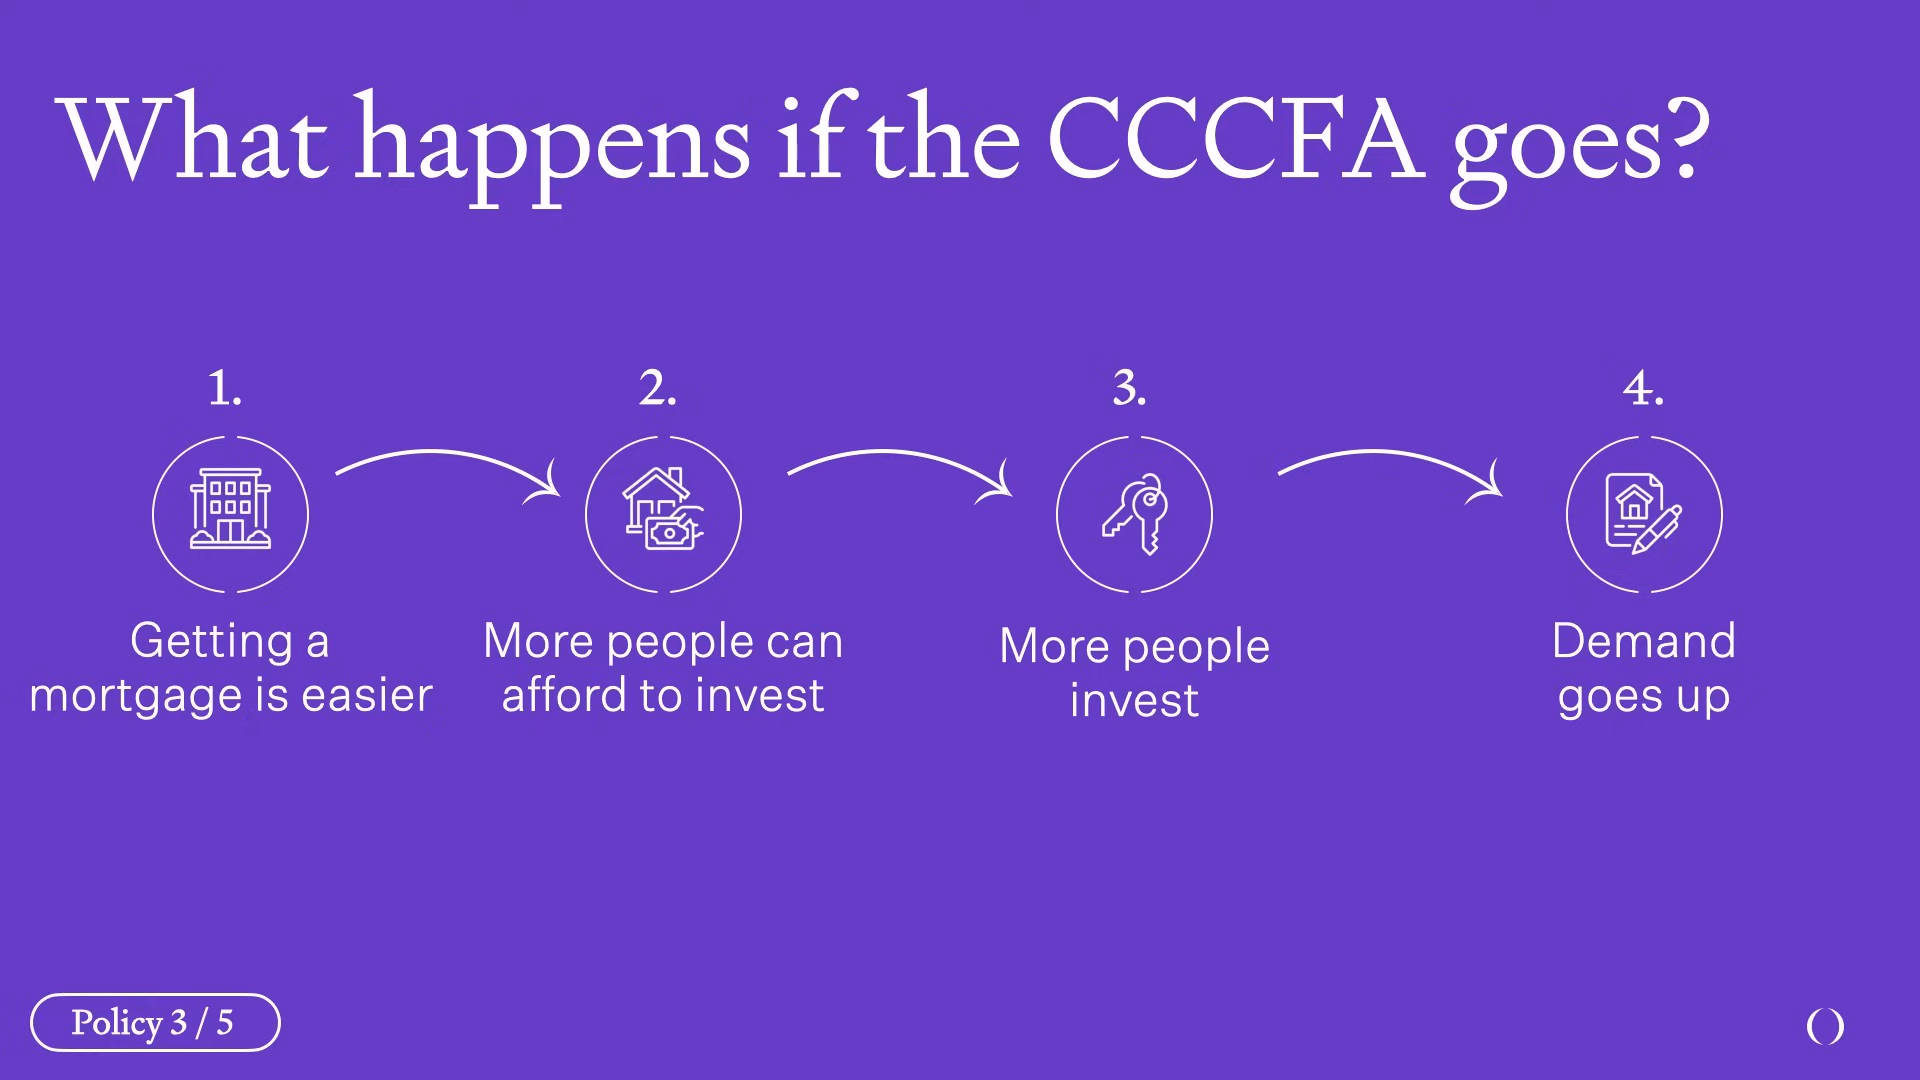 What happens if the CCCFA goes?
1.
Getting a
mortgage is easier
2.
More people can
afford to invest
3.
More people
invest
4.
Demand
goes up
Policy 3 / 5